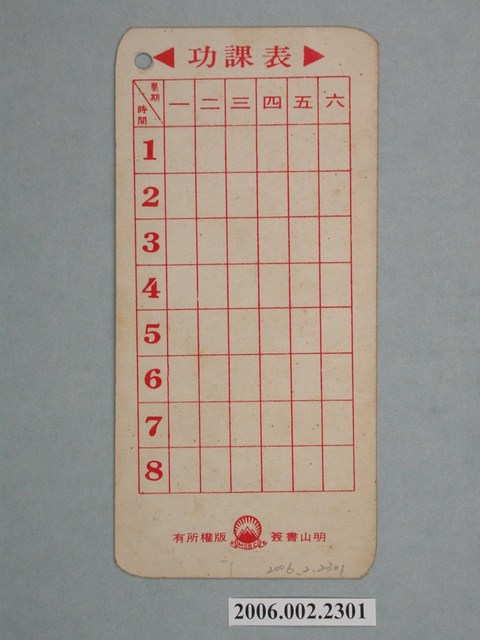 功課表
星期
時間
一 二 三 四 五 六
1
2
3
4
5
6
7
8
有所權版 簽書山明
2006.2.2301
2006.002.2301